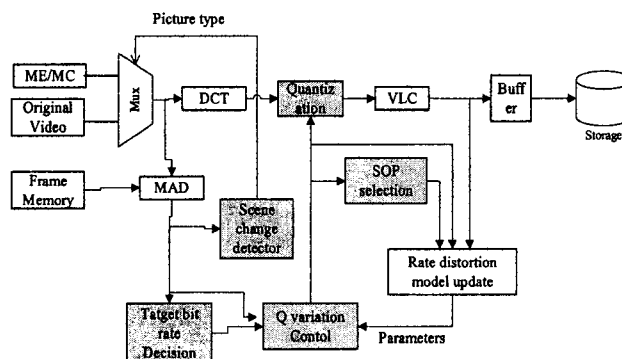 Picture type
ME/MC
Original
Video
Mux
DCT
Quantiz
ation
VLC
Buff
er
Storage
Frame
Memory
MAD
SOP
selection
Scene
change
detector
Rate distortion
model update
Tatget bit
rate
Decision
Q variation
Contol
Parameters